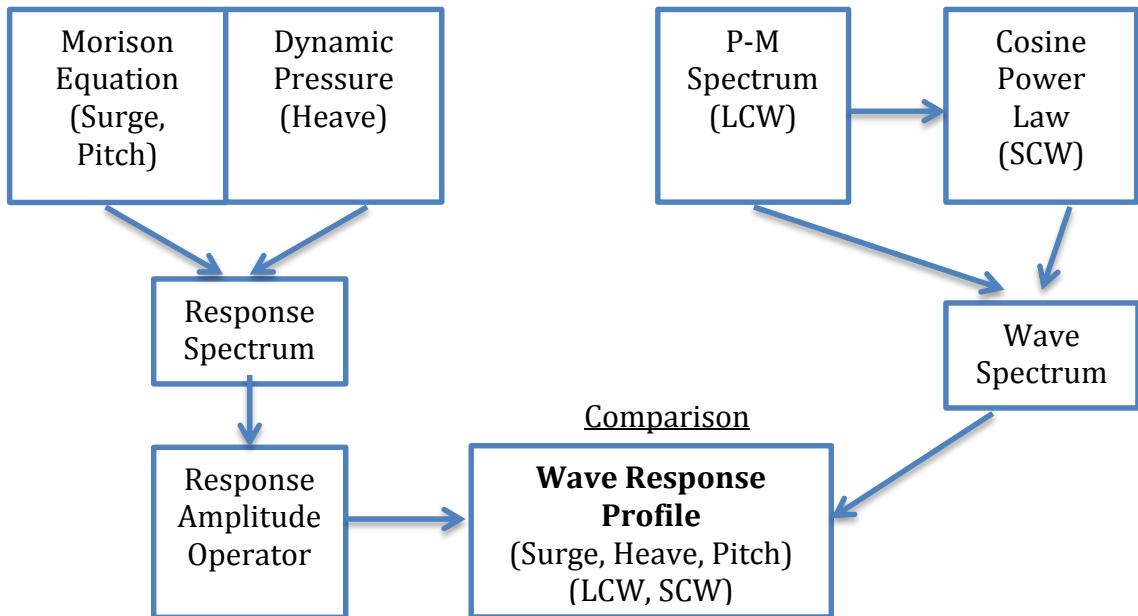 Morison
Equation
(Surge,
Pitch)
Dynamic
Pressure
(Heave)
P-M
Spectrum
(LCW)
Cosine
Power
Law
(SCW)
Response
Spectrum
Wave
Spectrum
Comparison
Response
Amplitude
Operator
Wave Response
Profile
(Surge, Heave, Pitch)
(LCW, SCW)